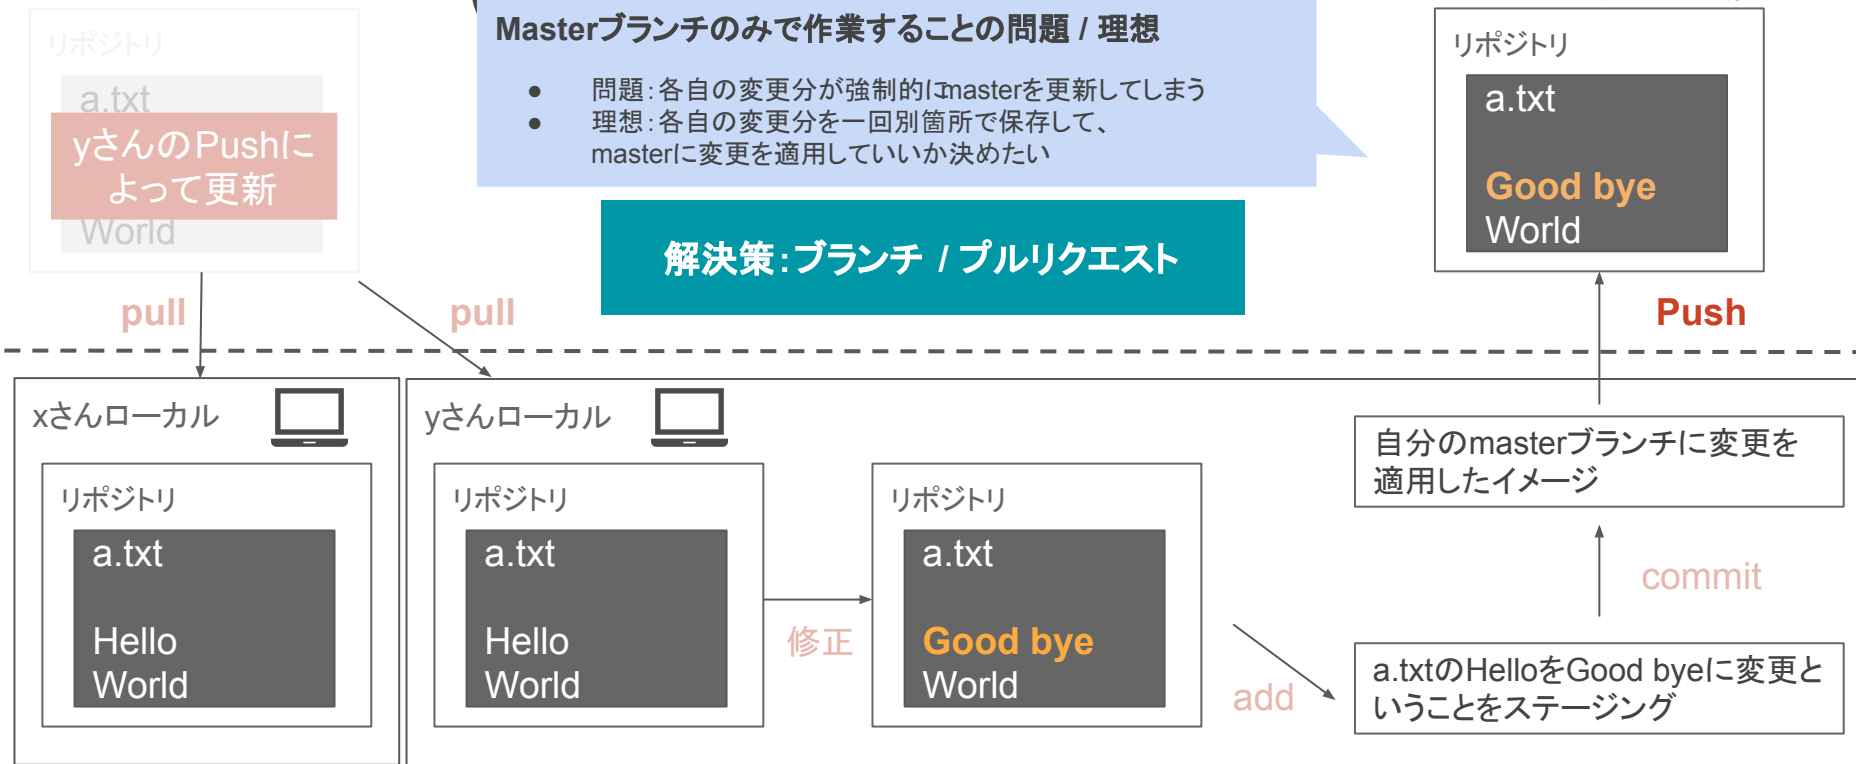 Masterブランチのみで作業することの問題 / 理想
● 問題：各自の変更分が強制的にmasterを更新してしまう
● 理想：各自の変更分を一回別箇所で保存して、
masterに変更を適用していいか決めたい
解決策：ブランチ / プルリクエスト
リポジトリ
a.txt
yさんのPushに
よって更新
World
リポジトリ
a.txt
Good bye
World
pull
pull
Push
xさんローカル
リポジトリ
a.txt
Hello
World
yさんローカル
リポジトリ
a.txt
Hello
World
修正
リポジトリ
a.txt
Good bye
World
add
a.txtのHelloをGood byeに変更と
いうことをステージング
commit
自分のmasterブランチに変更を
適用したイメージ